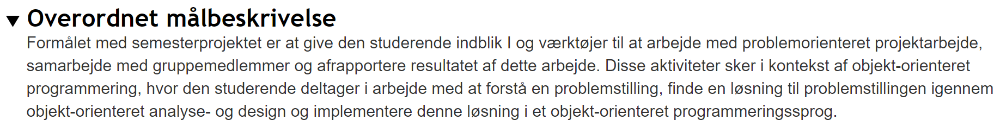 Overordnet målbeskrivelse
Formålet med semesterprojektet er at give den studerende indblik I og værktøjer til at arbejde med problemorienteret projektarbejde,
samarbejde med gruppemedlemmer og afrapportere resultatet af dette arbejde. Disse aktiviteter sker i kontekst af objekt-orienteret
programmering, hvor den studerende deltager i arbejde med at forstå en problemstilling, finde en løsning til problemstillingen igennem
objekt-orienteret analyse- og design og implementere denne løsning i et objekt-orienteret programmeringssprog.